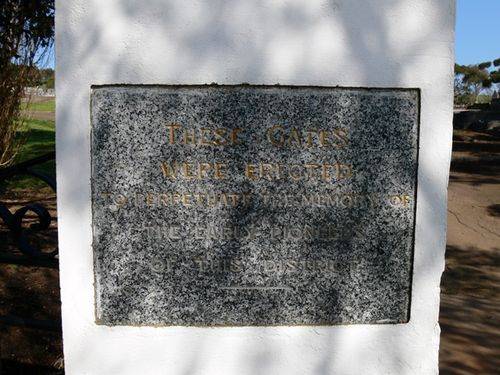 THESE GATES
WERE ERECTED
TO PERPETUATE THE MEMORY OF
THE EARLY PIONEERS
OF THIS DISTRICT